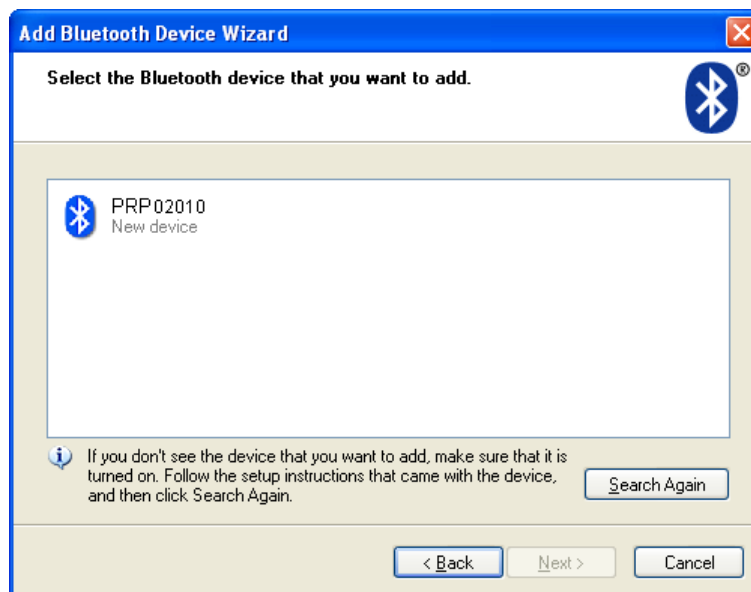 Add Bluetooth Device Wizard
Select the Bluetooth device that you want to add.
®
PRP02010
New device
If you don't see the device that you want to add, make sure that it is
turned on. Follow the setup instructions that came with the device,
and then click Search Again.
Search Again
< Back
Next >
Cancel